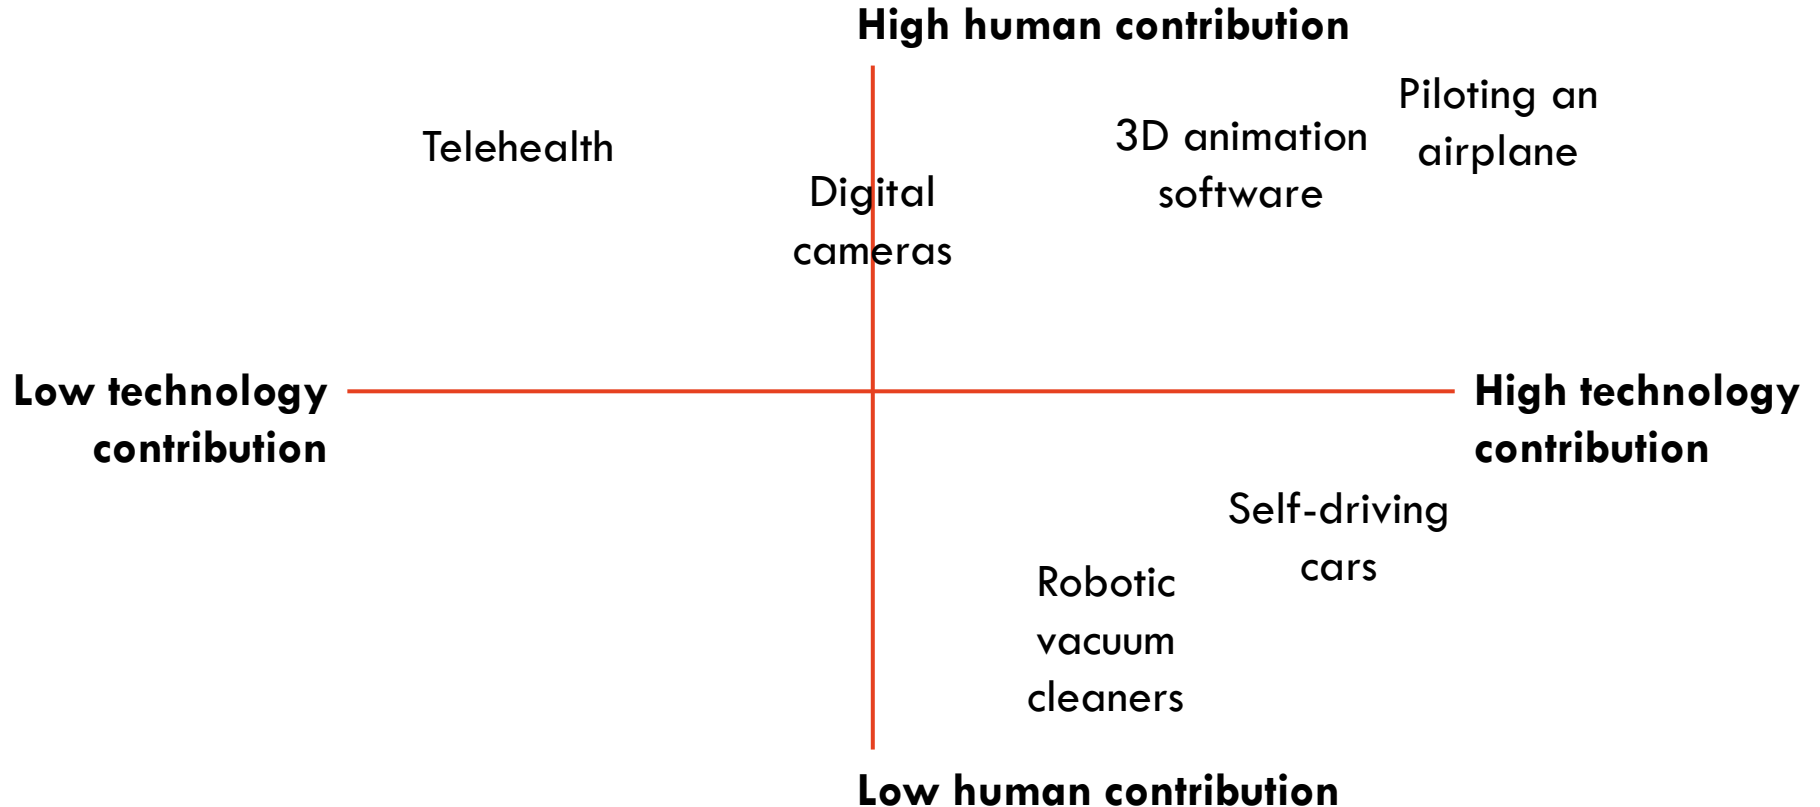 High human contribution
Piloting an
airplane
3D animation
software
Telehealth
Digital
cameras
Low technology
contribution
High technology
contribution
Self-driving
cars
Robotic
vacuum
cleaners
Low human contribution